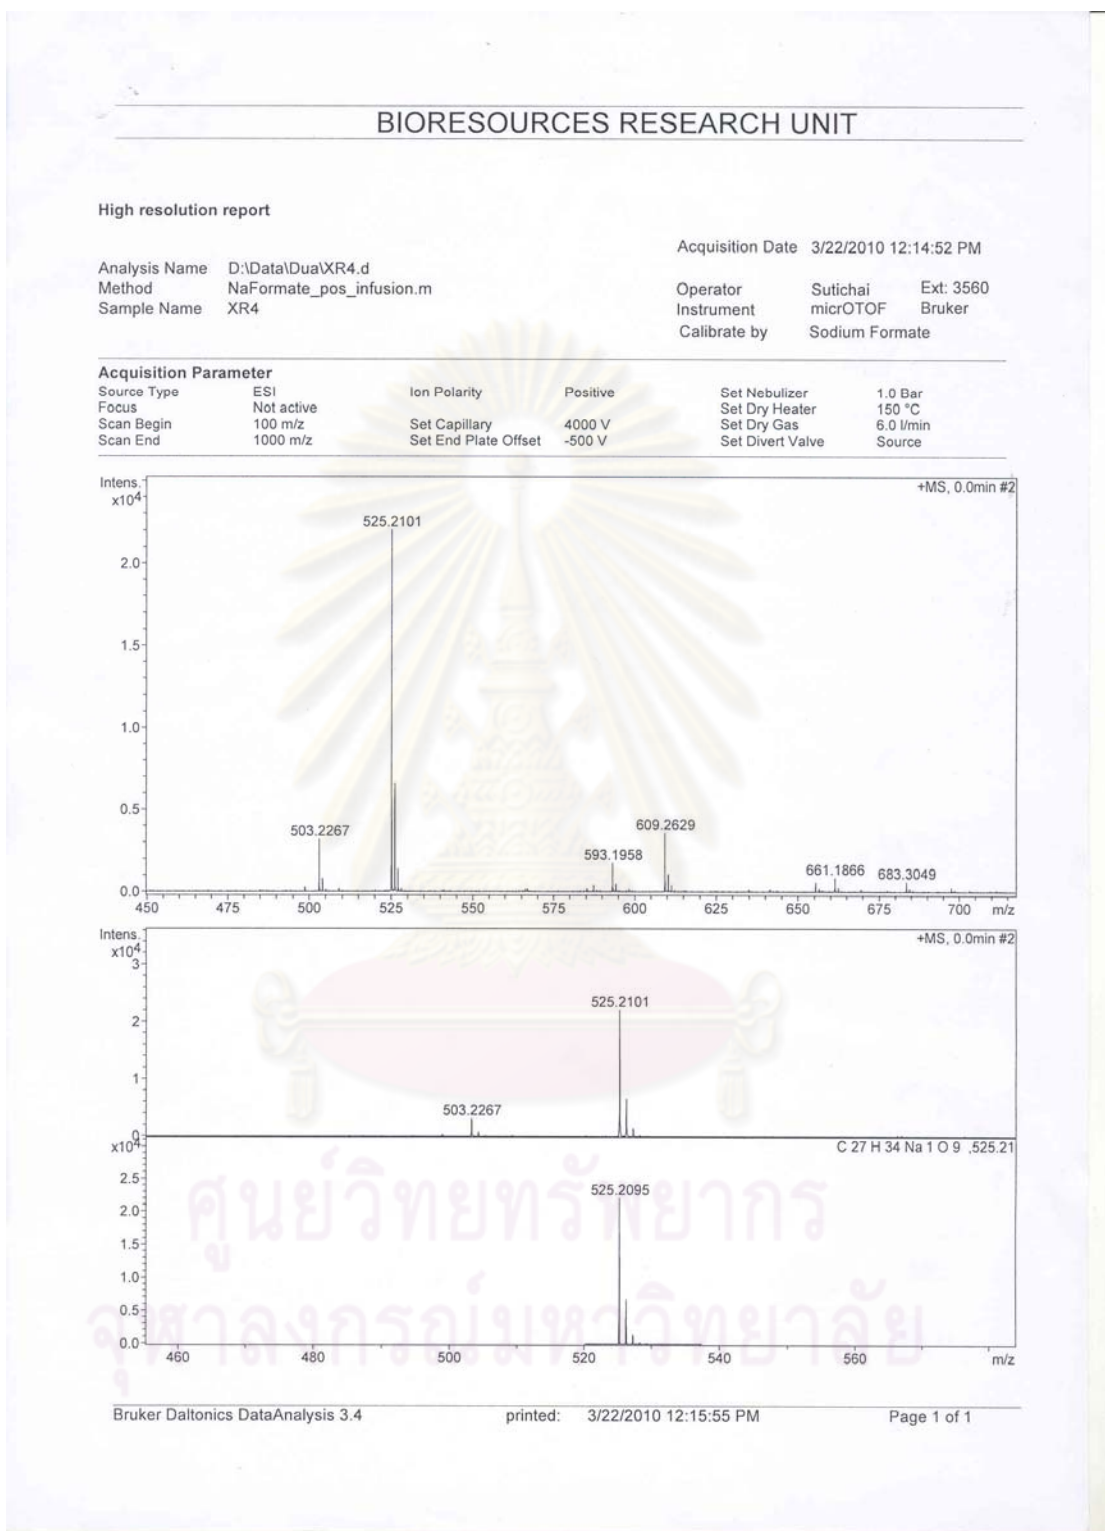 BIORESOURCES RESEARCH UNIT
High resolution report
Acquisition Date 3/22/2010 12:14:52 PM
Analysis Name D:\Data\Dua\XR4.d
Method NaFormate_pos_infusion.m Operator Sutichai Ext: 3560
Sample Name XR4 Instrument micrOTOF Bruker
Calibrate by Sodium Formate
Acquisition Parameter
Source Type ESI Ion Polarity Positive Set Nebulizer 1.0 Bar
Focus Not active Set Dry Heater 150 °C
Scan Begin 100 m/z Set Capillary 4000 V Set Dry Gas 6.0 l/min
Scan End 1000 m/z Set End Plate Offset -500 V Set Divert Valve Source
Intens. +MS, 0.0min #2
x104
525.2101
2.0
1.5
1.0
0.5
503.2267 609.2629
593.1958
661.1866 683.3049
0.0
450 475 500 525 550 575 600 625 650 675 700 m/z
Intens. +MS, 0.0min #2
x104
3
525.2101
2
1
503.2267
0
x104 C 27 H 34 Na 1 O 9 ,525.21
2.5
525.2095
2.0
1.5
1.0
0.5
0.0
460 480 500 520 540 560 m/z
ศูนย์วิทยทรัพยากร
จุฬาลงกรณ์มหาวิทยาลัย
Bruker Daltonics DataAnalysis 3.4 printed: 3/22/2010 12:15:55 PM Page 1 of 1